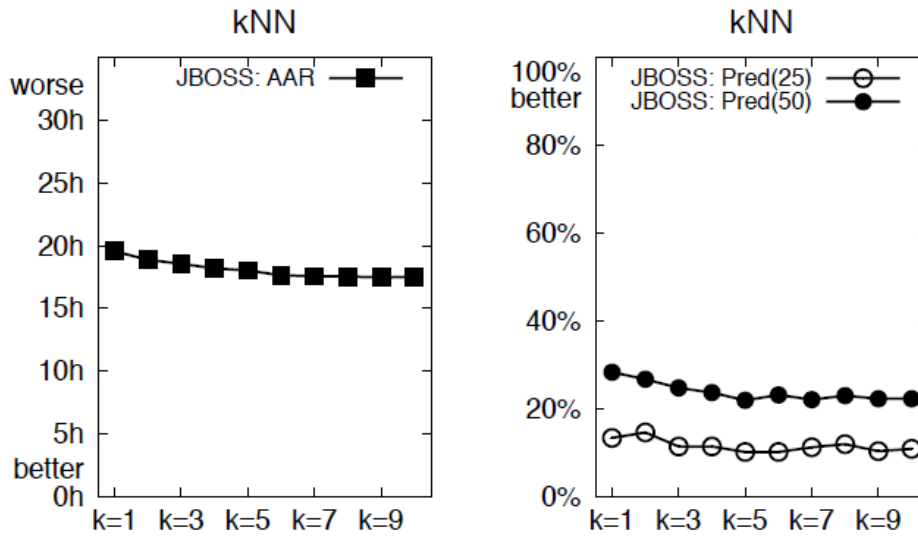 kNN
worse
JBOSS: AAR
30h
25h
20h
15h
10h
5h
better
0h
k=1 k=3 k=5 k=7 k=9
kNN
100%
better
JBOSS: Pred(25)
JBOSS: Pred(50)
80%
60%
40%
20%
0%
k=1 k=3 k=5 k=7 k=9